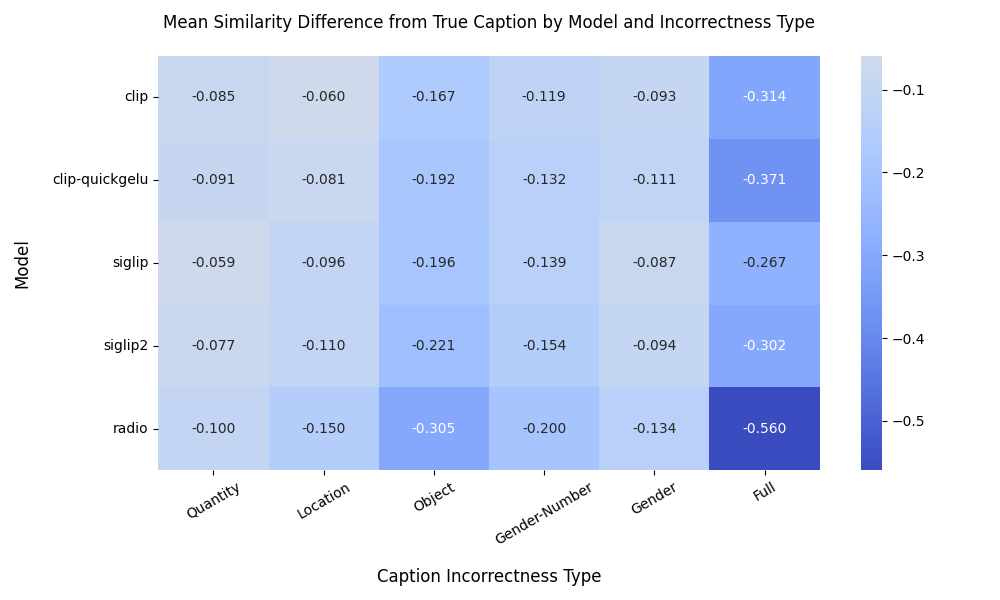 Mean Similarity Difference from True Caption by Model and Incorrectness Type
Model
clip -0.085 -0.060 -0.167 -0.119 -0.093 -0.314
clip-quickgelu -0.091 -0.081 -0.192 -0.132 -0.111 -0.371
siglip -0.059 -0.096 -0.196 -0.139 -0.087 -0.267
siglip2 -0.077 -0.110 -0.221 -0.154 -0.094 -0.302
radio -0.100 -0.150 -0.305 -0.200 -0.134 -0.560
Quantity Location Object Gender-Number Gender Full
Caption Incorrectness Type
−0.1
−0.2
−0.3
−0.4
−0.5